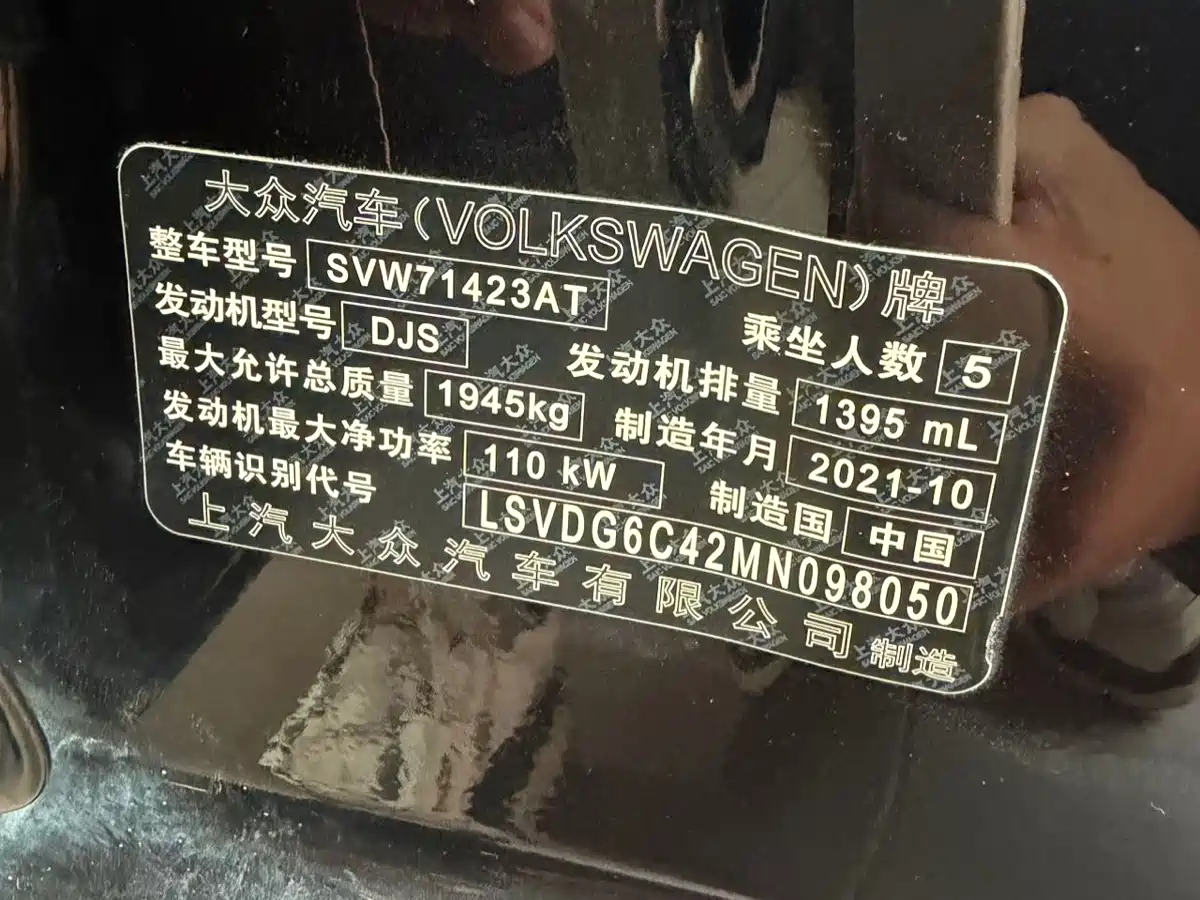 大众汽车(VOLKSWAGEN)牌
整车型号 SVW71423AT 乘坐人数 5
发动机型号 DJS 发动机排量 1395 mL
最大允许总质量 1945kg 制造年月 2021-10
发动机最大净功率 110 kW 制造国 中国
车辆识别代号 LSVDG6C42MN098050
上汽大众汽车有限公司 制造